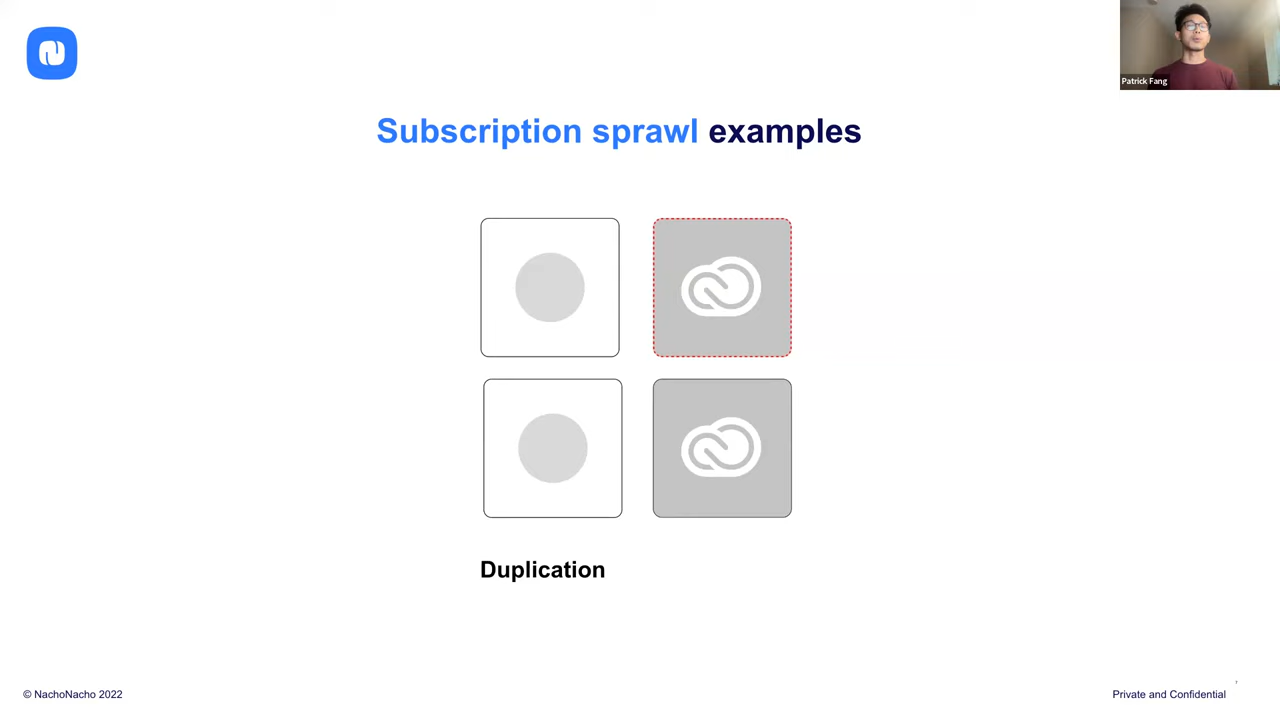 Patrick Fang
Subscription sprawl examples
Duplication
© NachoNacho 2022
Private and Confidential